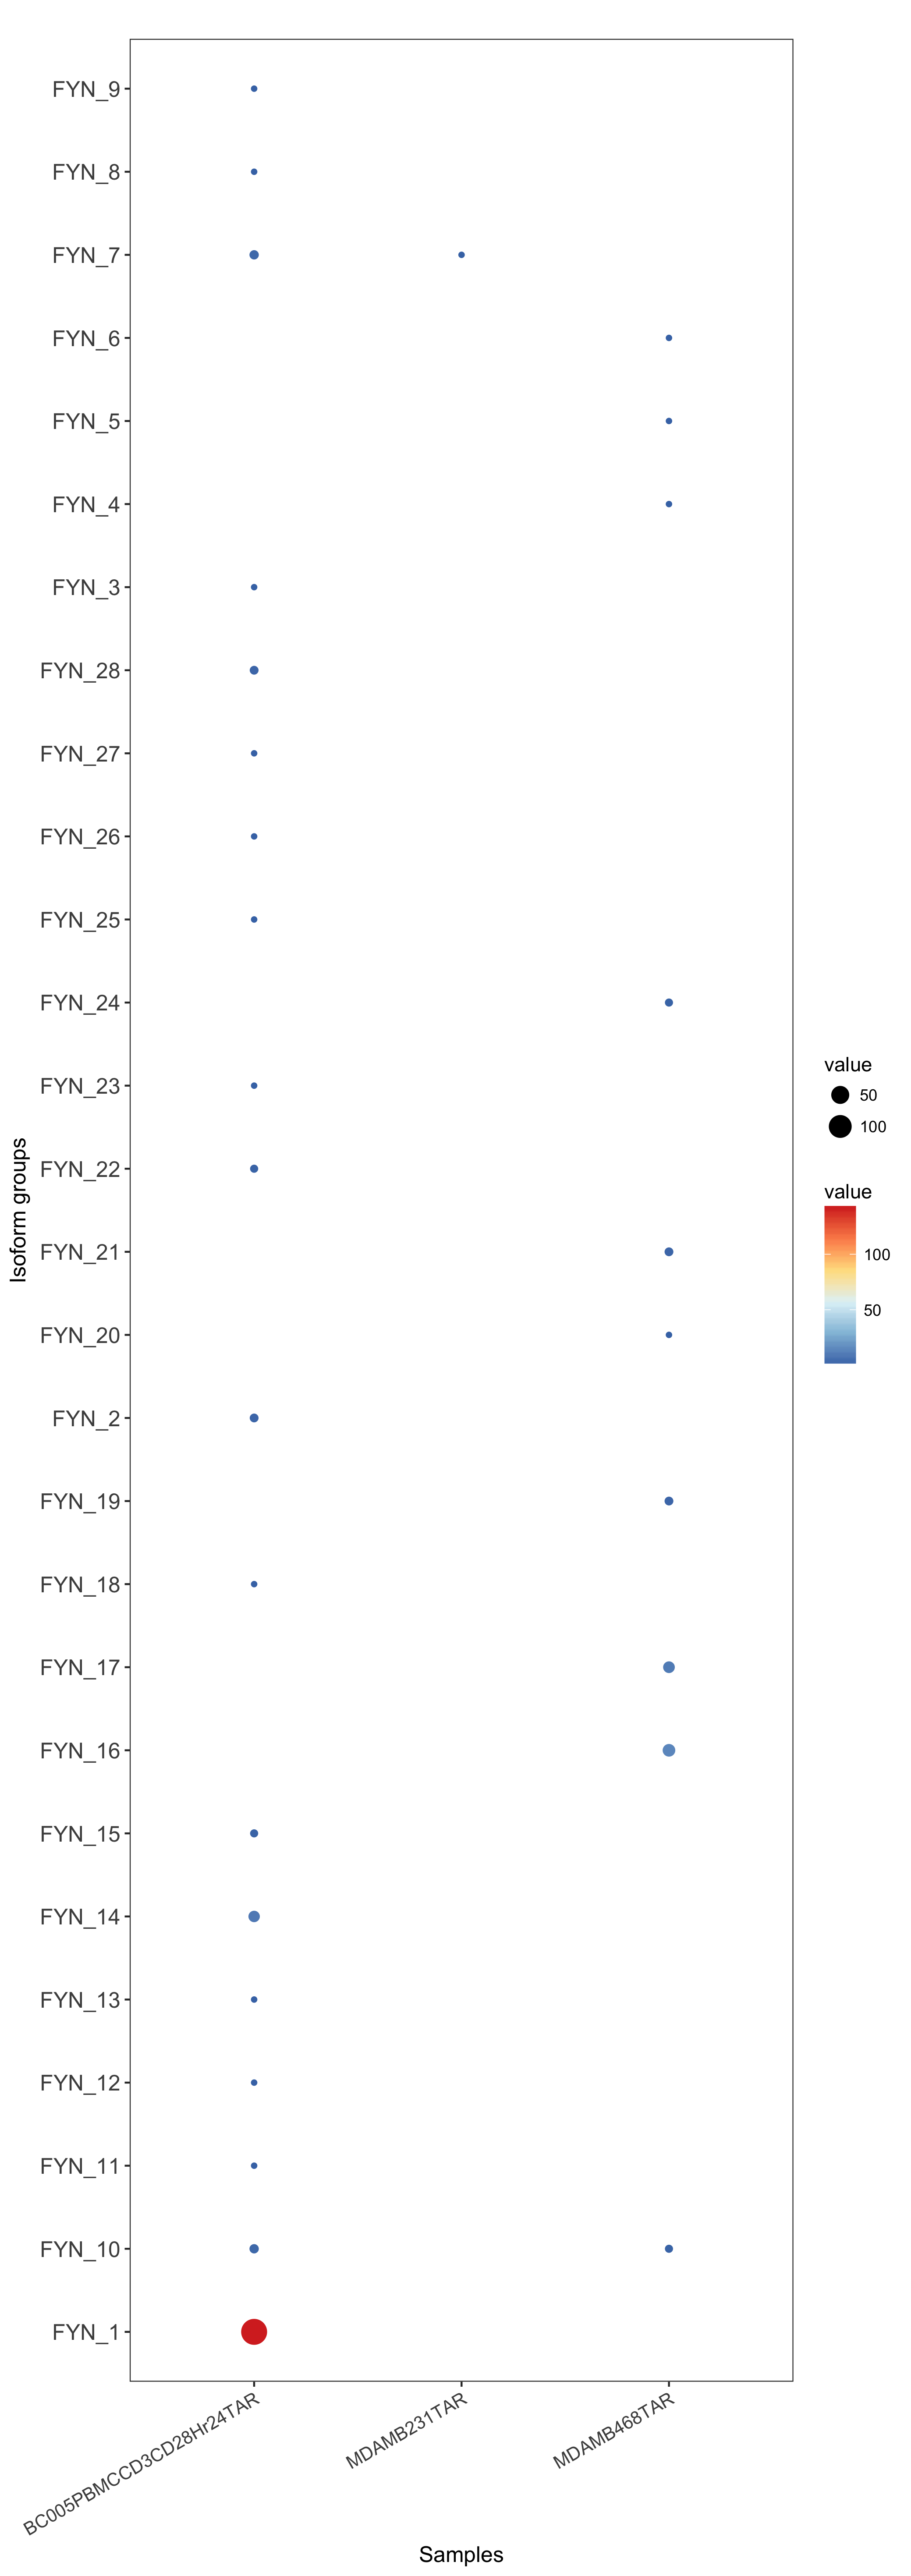 FYN_9
FYN_8
FYN_7
FYN_6
FYN_5
FYN_4
FYN_3
FYN_28
FYN_27
FYN_26
FYN_25
FYN_24
FYN_23
FYN_22
FYN_21
FYN_20
FYN_2
FYN_19
FYN_18
FYN_17
FYN_16
FYN_15
FYN_14
FYN_13
FYN_12
FYN_11
FYN_10
FYN_1
Isoform groups
BC005PBMCCD3CD28Hr24TAR
MDAMB231TAR
MDAMB468TAR
Samples
value
50
100
value
100
50